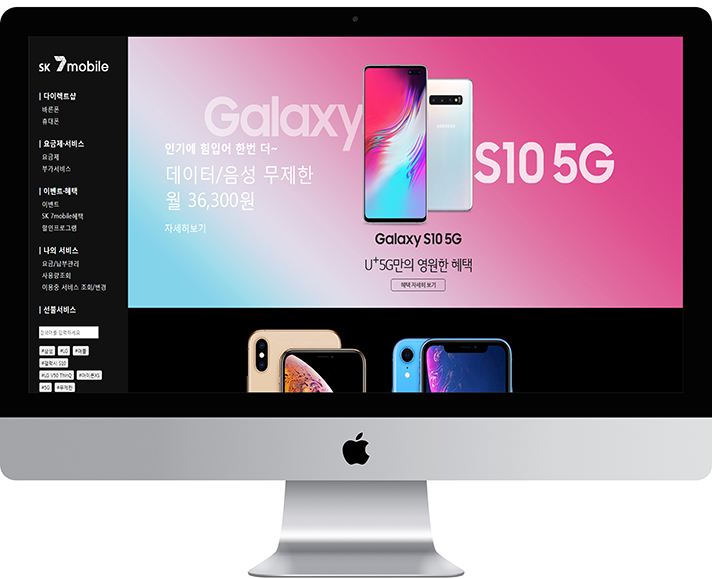 SK 7mobile
| 다이렉트샵
바른폰
휴대폰
| 요금제·서비스
요금제
부가서비스
| 이벤트·혜택
이벤트
SK 7mobile혜택
할인프로그램
| 나의 서비스
요금/납부관리
사용량조회
이용중 서비스 조회/변경
| 선불서비스
검색어를 입력하세요
#삼성 #LG #애플
#갤럭시 S10
#LG V50 ThinQ #아이폰XS
#5G #무제한
Galaxy
S10 5G
인기에 힘입어 한번 더~
데이터/음성 무제한
월 36,300원
자세히보기
SAMSUNG
Galaxy S10 5G
U+5G만의 영원한 혜택
혜택 자세히 보기